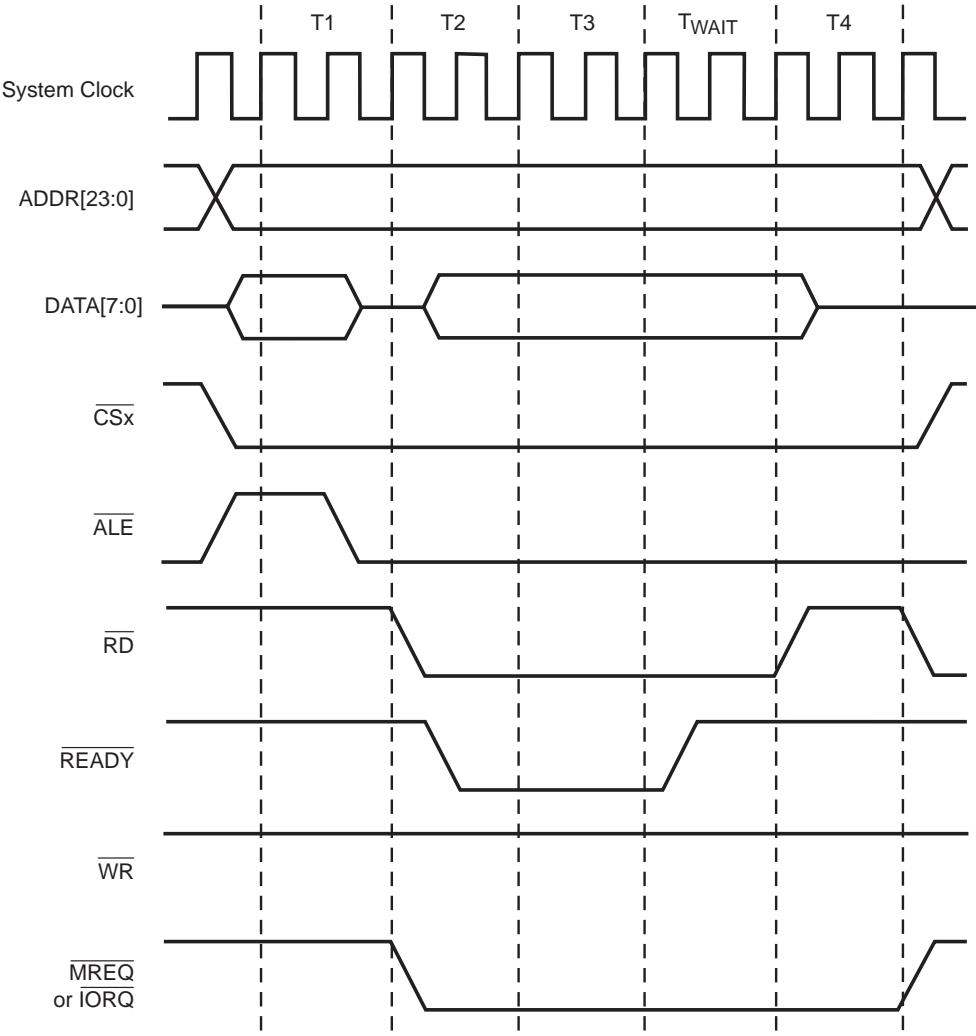 T1 T2 T3 TWAIT T4
System Clock
ADDR[23:0]
DATA[7:0]
CSx
ALE
RD
READY
WR
MREQ
or IORQ